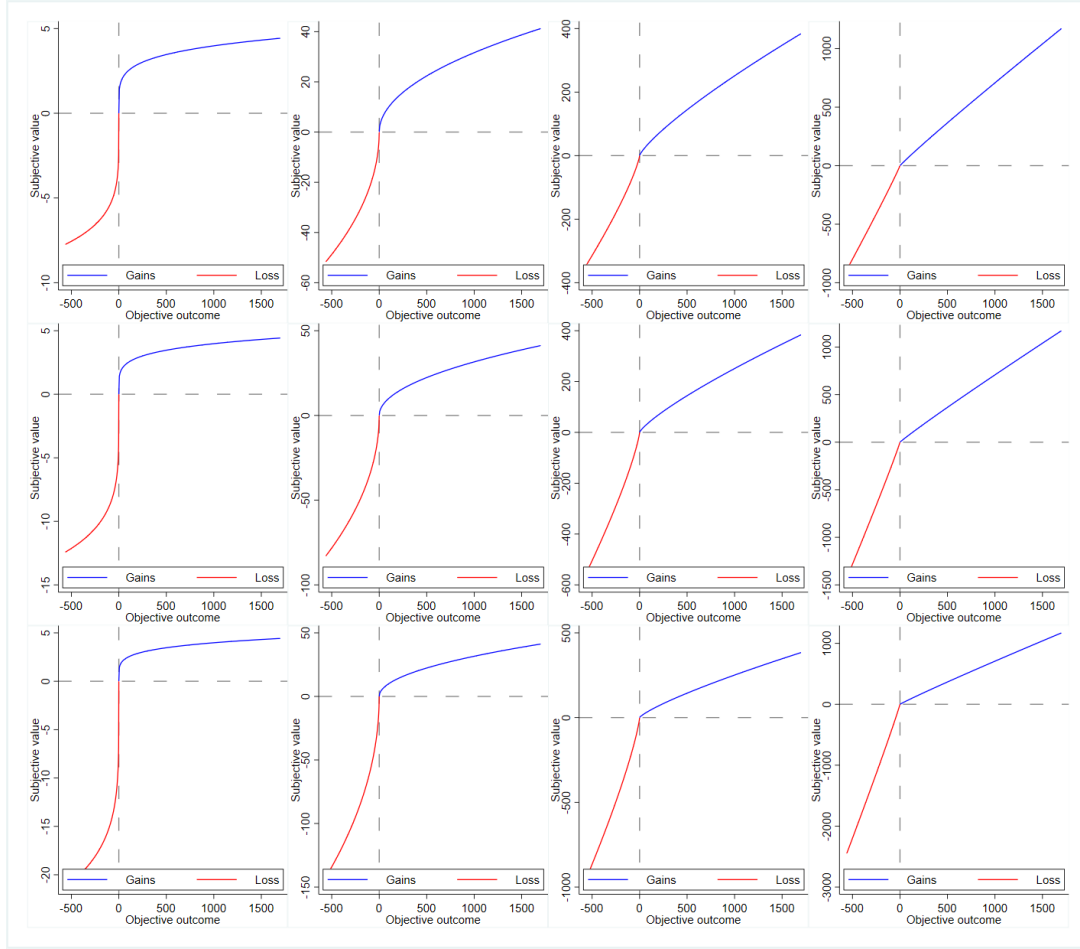 Subjective value
-10 -5 0 5
Gains Loss
-500 0 500 1000 1500
Objective outcome
Subjective value
-60 -40 -20 0 20 40
Gains Loss
-500 0 500 1000 1500
Objective outcome
Subjective value
-400 -200 0 200 400
Gains Loss
-500 0 500 1000 1500
Objective outcome
Subjective value
-1000 -500 0 500 1000
Gains Loss
-500 0 500 1000 1500
Objective outcome
Subjective value
-15 -10 -5 0 5
Gains Loss
-500 0 500 1000 1500
Objective outcome
Subjective value
-100 -50 0 50
Gains Loss
-500 0 500 1000 1500
Objective outcome
Subjective value
-600 -400 -200 0 200 400
Gains Loss
-500 0 500 1000 1500
Objective outcome
Subjective value
-1500 -1000 -500 0 500 1000
Gains Loss
-500 0 500 1000 1500
Objective outcome
Subjective value
-20 -15 -10 -5 0 5
Gains Loss
-500 0 500 1000 1500
Objective outcome
Subjective value
-150 -100 -50 0 50
Gains Loss
-500 0 500 1000 1500
Objective outcome
Subjective value
-1000 -500 0 500
Gains Loss
-500 0 500 1000 1500
Objective outcome
Subjective value
-3000 -2000 -1000 0 1000
Gains Loss
-500 0 500 1000 1500
Objective outcome